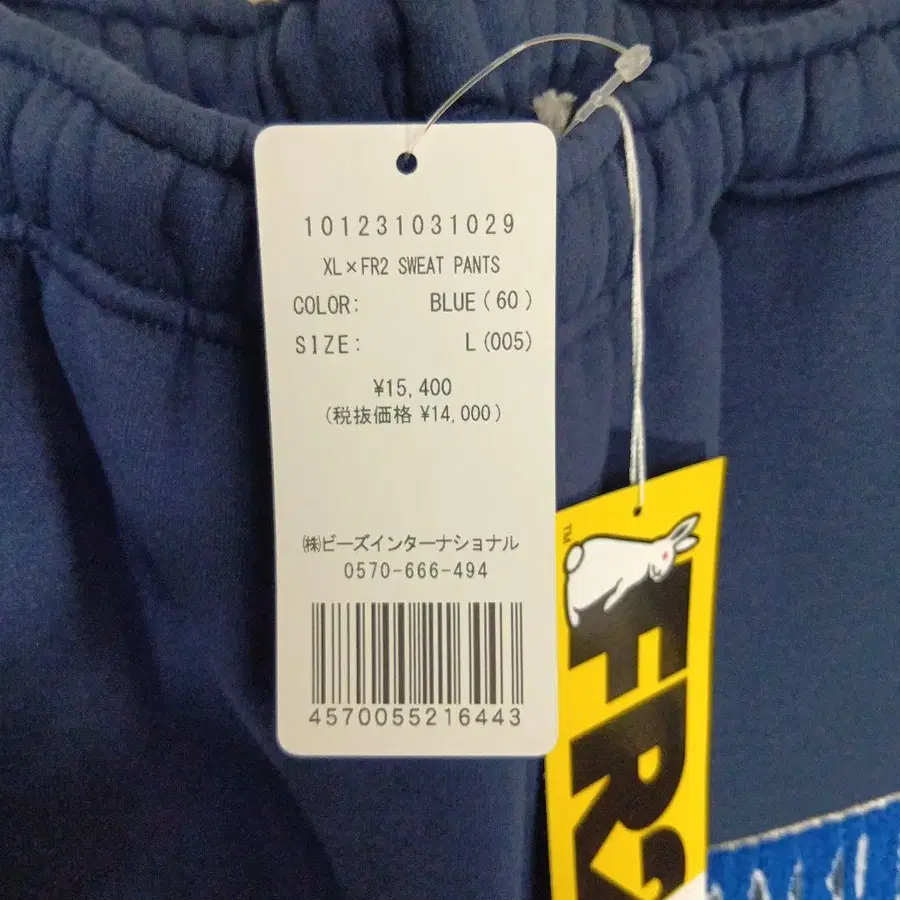 101231031029
XL×FR2 SWEAT PANTS
COLOR: BLUE(60)
SIZE: L(005)
¥15,400
(税抜価格 ¥14,000)
㈱ビーズインターナショナル
0570-666-494
4570055216443
TM
FR2